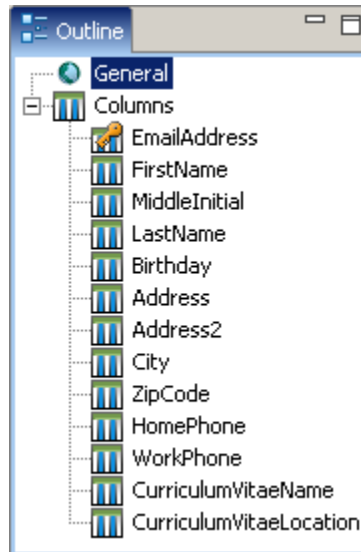 Outline
General
Columns
EmailAddress
FirstName
MiddleInitial
LastName
Birthday
Address
Address2
City
ZipCode
HomePhone
WorkPhone
CurriculumVitaeName
CurriculumVitaeLocation